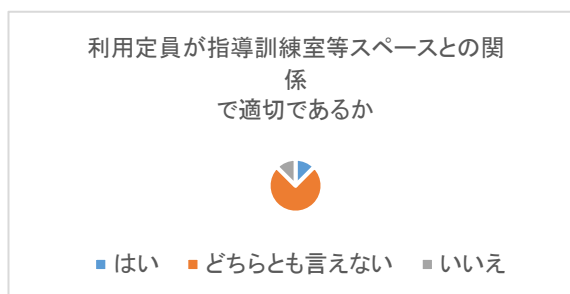 利用定員が指導訓練室等スペースとの関
係
で適切であるか
はい どちらとも言えない いいえ